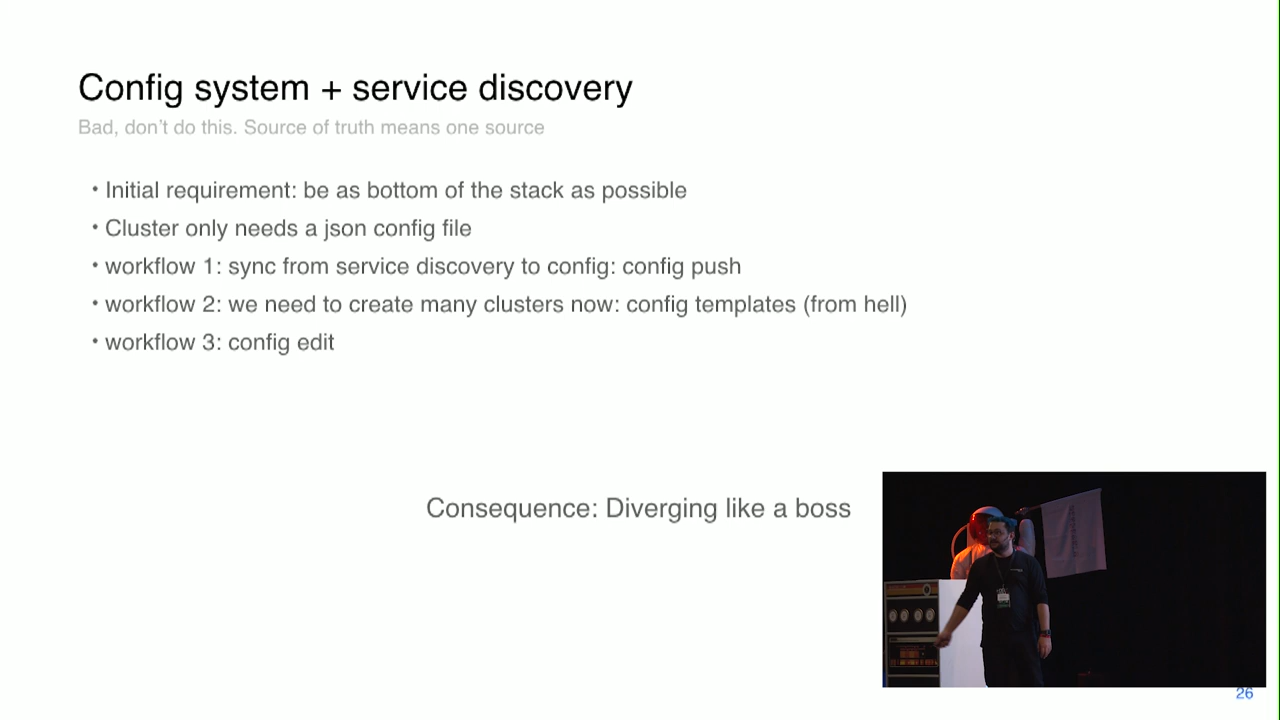 Config system + service discovery
Bad, don't do this. Source of truth means one source
• Initial requirement: be as bottom of the stack as possible
• Cluster only needs a json config file
• workflow 1: sync from service discovery to config: config push
• workflow 2: we need to create many clusters now: config templates (from hell)
• workflow 3: config edit
Consequence: Diverging like a boss
26